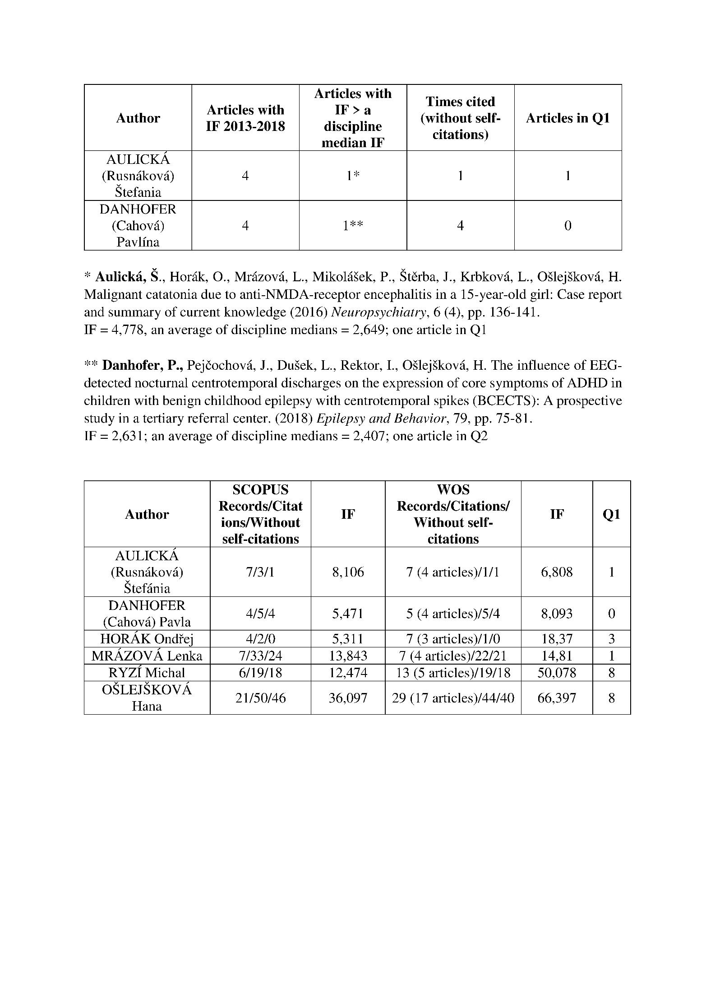 Author
Articles with
IF 2013-2018
Articles with
IF > a
discipline
median IF
Times cited
(without self-
citations)
Articles in Q1
AULICKÁ
(Rusnáková)
Štefania
4
1*
1
1
DANHOFER
(Cahová)
Pavlína
4
1**
4
0
* Aulická, Š., Horák, O., Mrázová, L., Mikolášek, P., Štěrba, J., Krbková, L., Ošlejšková, H.
Malignant catatonia due to anti-NMDA-receptor encephalitis in a 15-year-old girl: Case report
and summary of current knowledge (2016) Neuropsychiatry, 6 (4), pp. 136-141.
IF = 4,778, an average of discipline medians = 2,649; one article in Q1
** Danhofer, P., Pejčochová, J., Dušek, L., Rektor, I., Ošlejšková, H. The influence of EEG-
detected nocturnal centrotemporal discharges on the expression of core symptoms of ADHD in
children with benign childhood epilepsy with centrotemporal spikes (BCECTS): A prospective
study in a tertiary referral center. (2018) Epilepsy and Behavior, 79, pp. 75-81.
IF = 2,631; an average of discipline medians = 2,407; one article in Q2
Author
SCOPUS
Records/Citat
ions/Without
self-citations
IF
WOS
Records/Citations/
Without self-
citations
IF
Q1
AULICKÁ
(Rusnáková)
Štefánia
7/3/1
8,106
7 (4 articles)/1/1
6,808
1
DANHOFER
(Cahová) Pavla
4/5/4
5,471
5 (4 articles)/5/4
8,093
0
HORÁK Ondřej
4/2/0
5,311
7 (3 articles)/1/0
18,37
3
MRÁZOVÁ Lenka
7/33/24
13,843
7 (4 articles)/22/21
14,81
1
RYZÍ Michal
6/19/18
12,474
13 (5 articles)/19/18
50,078
8
OŠLEJŠKOVÁ
Hana
21/50/46
36,097
29 (17 articles)/44/40
66,397
8